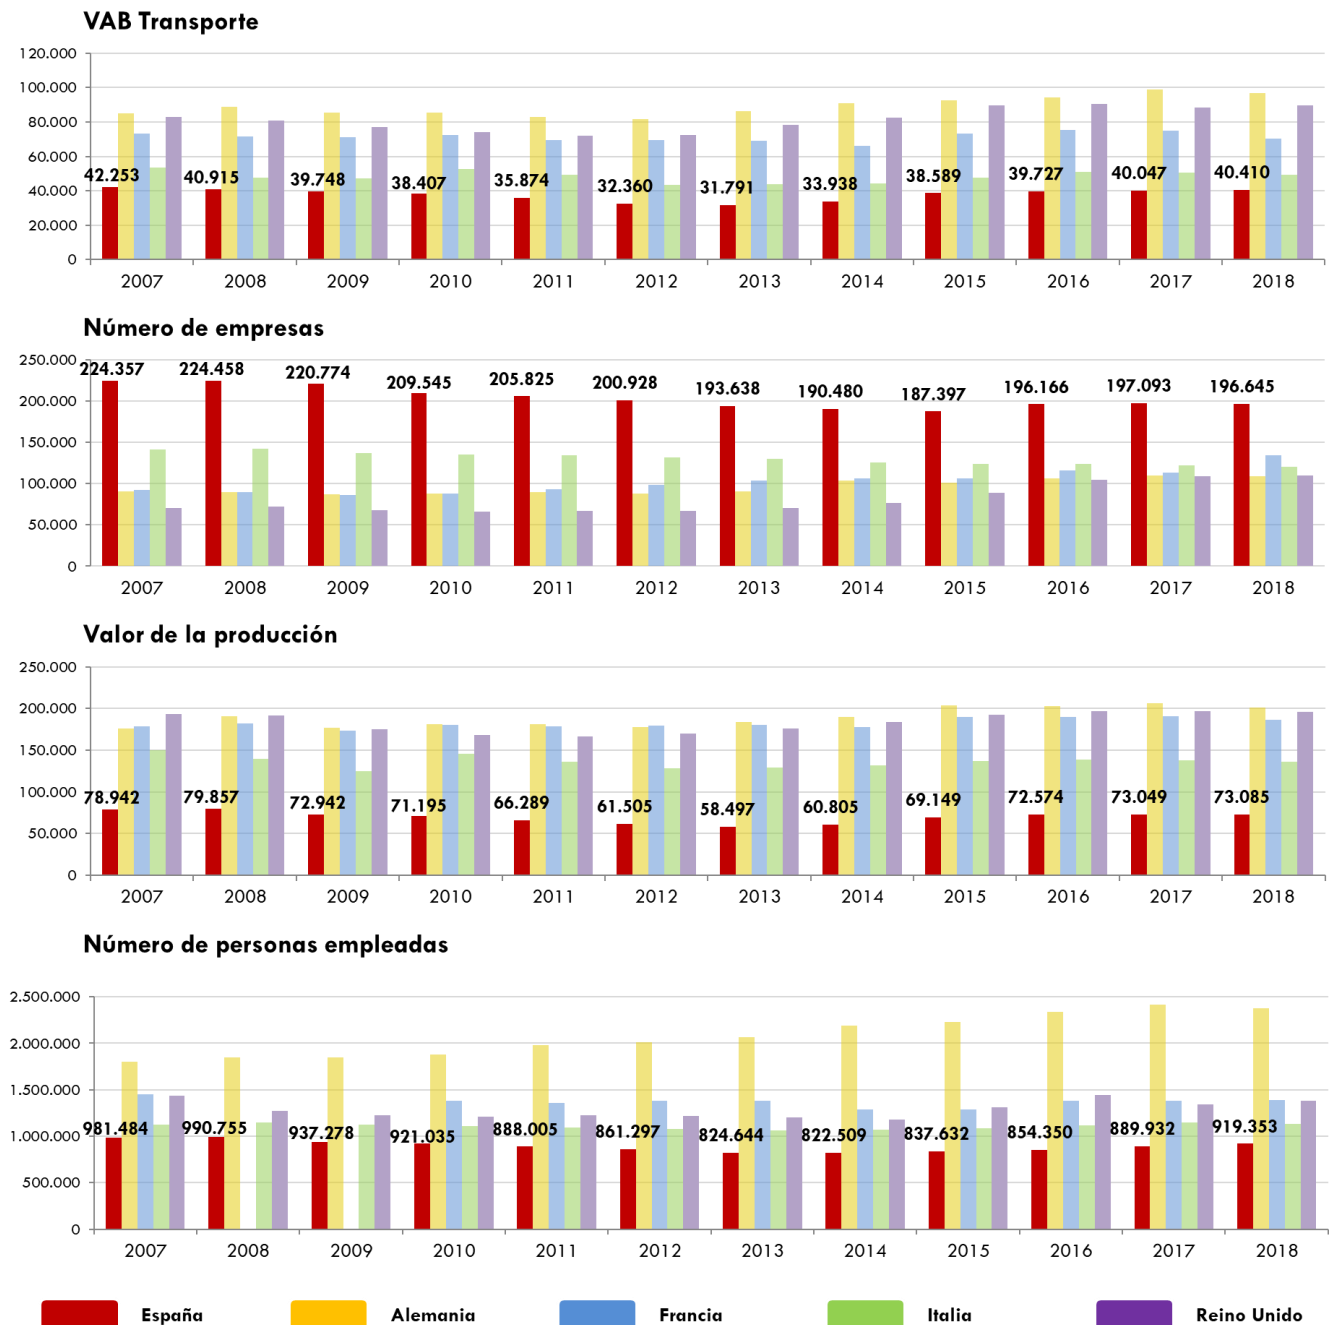 VAB Transporte
120.000
100.000
80.000
60.000
40.000
20.000
0
42.253 40.915 39.748 38.407 35.874 32.360 31.791 33.938 38.589 39.727 40.047 40.410
2007 2008 2009 2010 2011 2012 2013 2014 2015 2016 2017 2018
Número de empresas
250.000
200.000
150.000
100.000
50.000
0
224.357 224.458 220.774 209.545 205.825 200.928 193.638 190.480 187.397 196.166 197.093 196.645
2007 2008 2009 2010 2011 2012 2013 2014 2015 2016 2017 2018
Valor de la producción
250.000
200.000
150.000
100.000
50.000
0
78.942 79.857 72.942 71.195 66.289 61.505 58.497 60.805 69.149 72.574 73.049 73.085
2007 2008 2009 2010 2011 2012 2013 2014 2015 2016 2017 2018
Número de personas empleadas
2.500.000
2.000.000
1.500.000
1.000.000
500.000
0
981.484 990.755 937.278 921.035 888.005 861.297 824.644 822.509 837.632 854.350 889.932 919.353
2007 2008 2009 2010 2011 2012 2013 2014 2015 2016 2017 2018
España Alemania Francia Italia Reino Unido